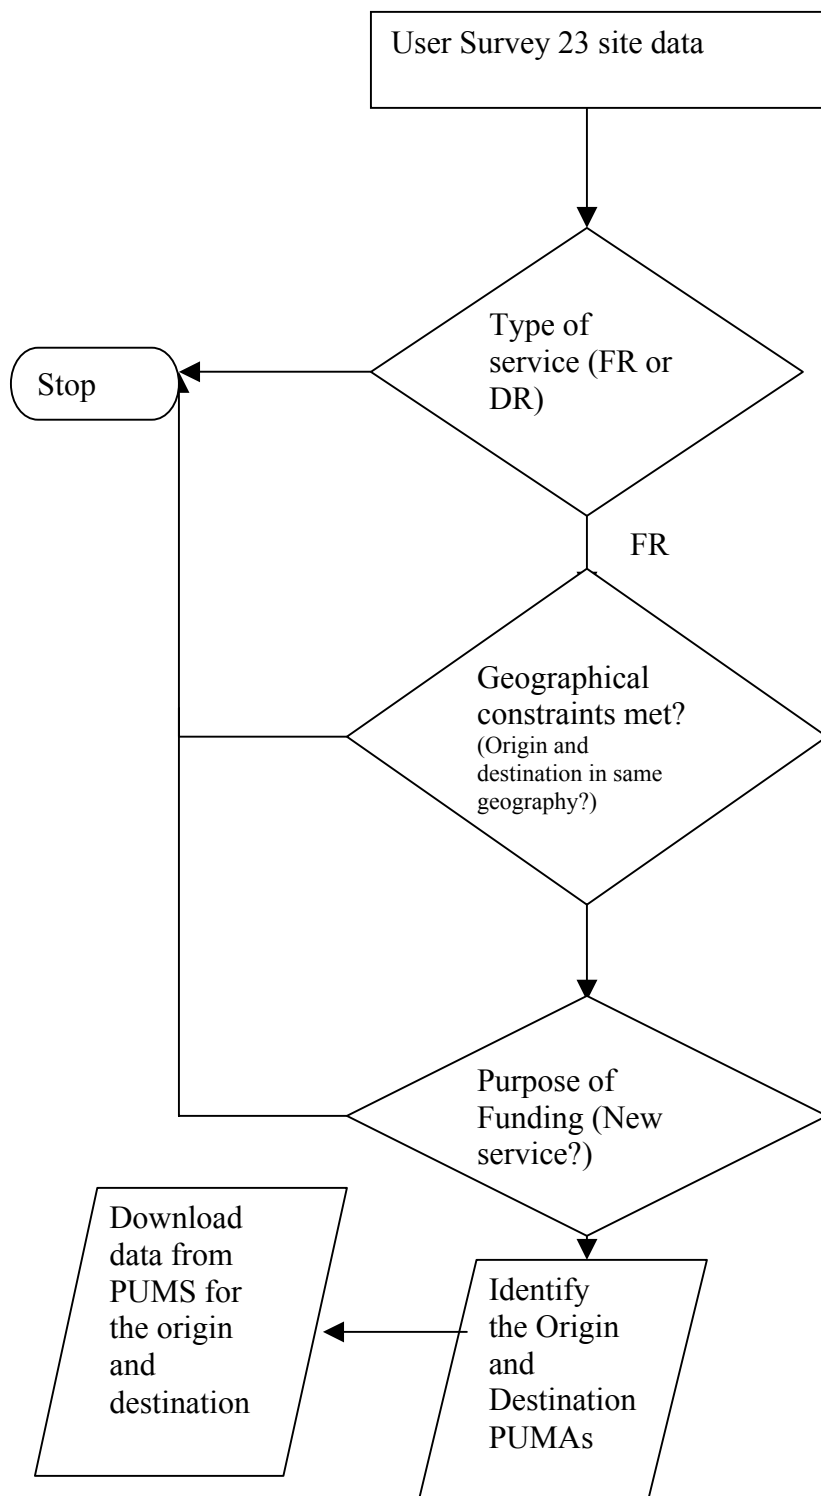 User Survey 23 site data
Type of
service (FR or
DR)
Stop
FR
Geographical
constraints met?
(Origin and
destination in same
geography?)
Purpose of
Funding (New
service?)
Download
data from
PUMS for
the origin
and
destination
Identify
the Origin
and
Destination
PUMAs